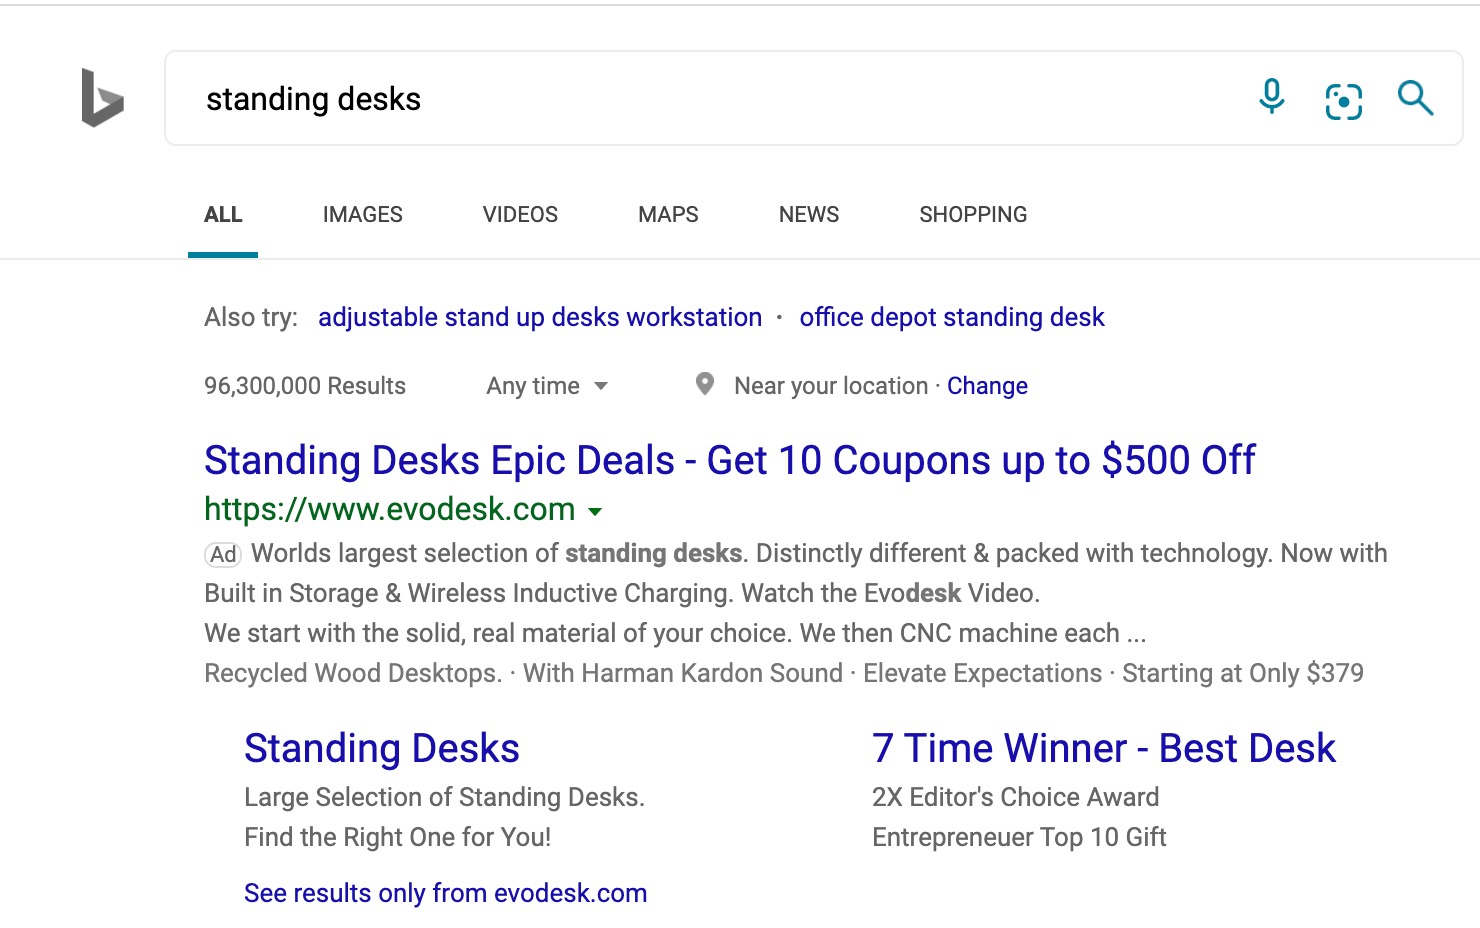 standing desks
ALL IMAGES VIDEOS MAPS NEWS SHOPPING
Also try: adjustable stand up desks workstation · office depot standing desk
96,300,000 Results Any time Near your location · Change
Standing Desks Epic Deals - Get 10 Coupons up to $500 Off
https://www.evodesk.com
Ad Worlds largest selection of standing desks. Distinctly different & packed with technology. Now with
Built in Storage & Wireless Inductive Charging. Watch the Evodesk Video.
We start with the solid, real material of your choice. We then CNC machine each ...
Recycled Wood Desktops. · With Harman Kardon Sound · Elevate Expectations · Starting at Only $379
Standing Desks
Large Selection of Standing Desks.
Find the Right One for You!
7 Time Winner - Best Desk
2X Editor's Choice Award
Entrepreneuer Top 10 Gift
See results only from evodesk.com